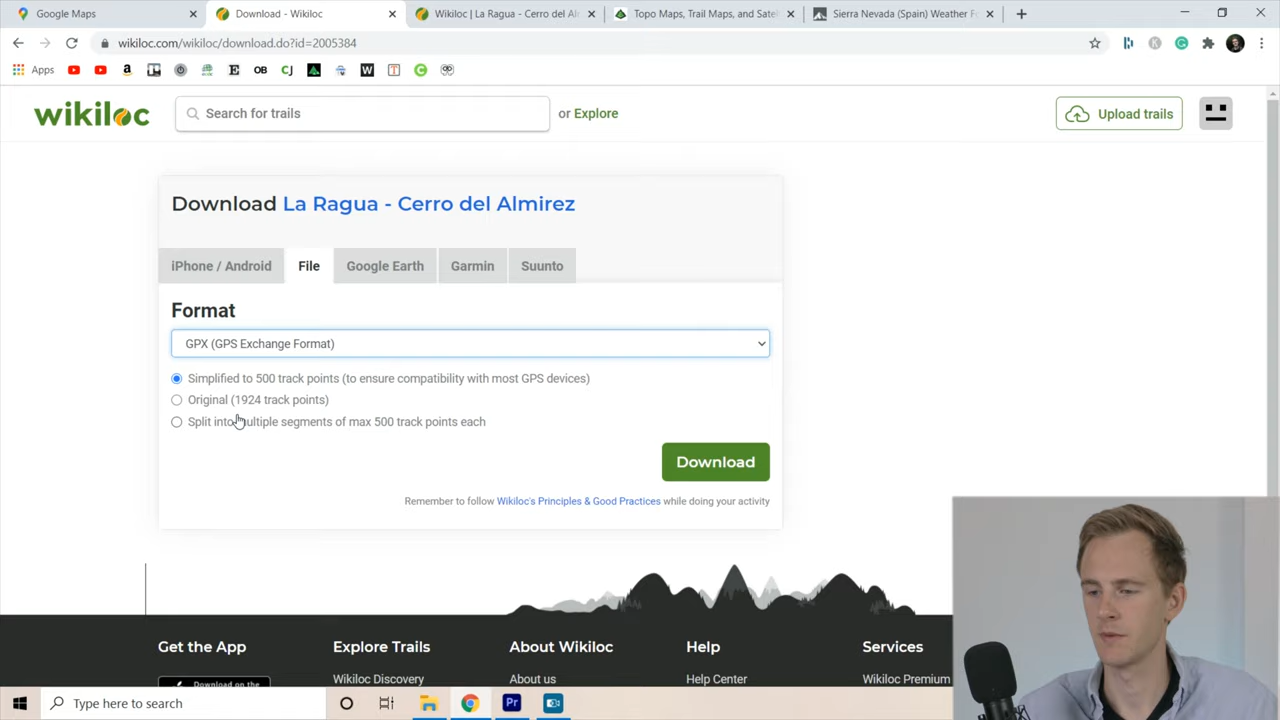 Google Maps
Download - Wikiloc
Wikiloc | La Ragua - Cerro del Al
Topo Maps, Trail Maps, and Sate
Sierra Nevada (Spain) Weather F
wikiloc.com/wikiloc/download.do?id=2005384
Apps
wikiloc
Search for trails
or Explore
Upload trails
Download La Ragua - Cerro del Almirez
iPhone / Android
File
Google Earth
Garmin
Suunto
Format
GPX (GPS Exchange Format)
Simplified to 500 track points (to ensure compatibility with most GPS devices)
Original (1924 track points)
Split into multiple segments of max 500 track points each
Download
Remember to follow Wikiloc's Principles & Good Practices while doing your activity
Get the App
Explore Trails
About Wikiloc
Help
Services
Download on the
Wikiloc Discovery
About us
Help Center
Wikiloc Premium
Type here to search
Pr